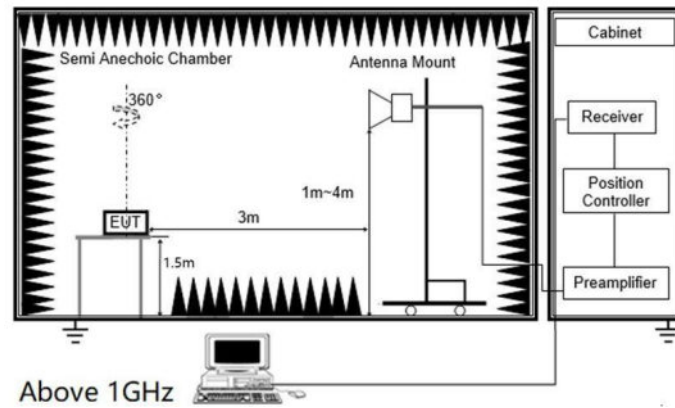 Semi Anechoic Chamber
Antenna Mount
Cabinet
360°
Receiver
1m~4m
Position
Controller
EUT
3m
1.5m
Preamplifier
Above 1GHz